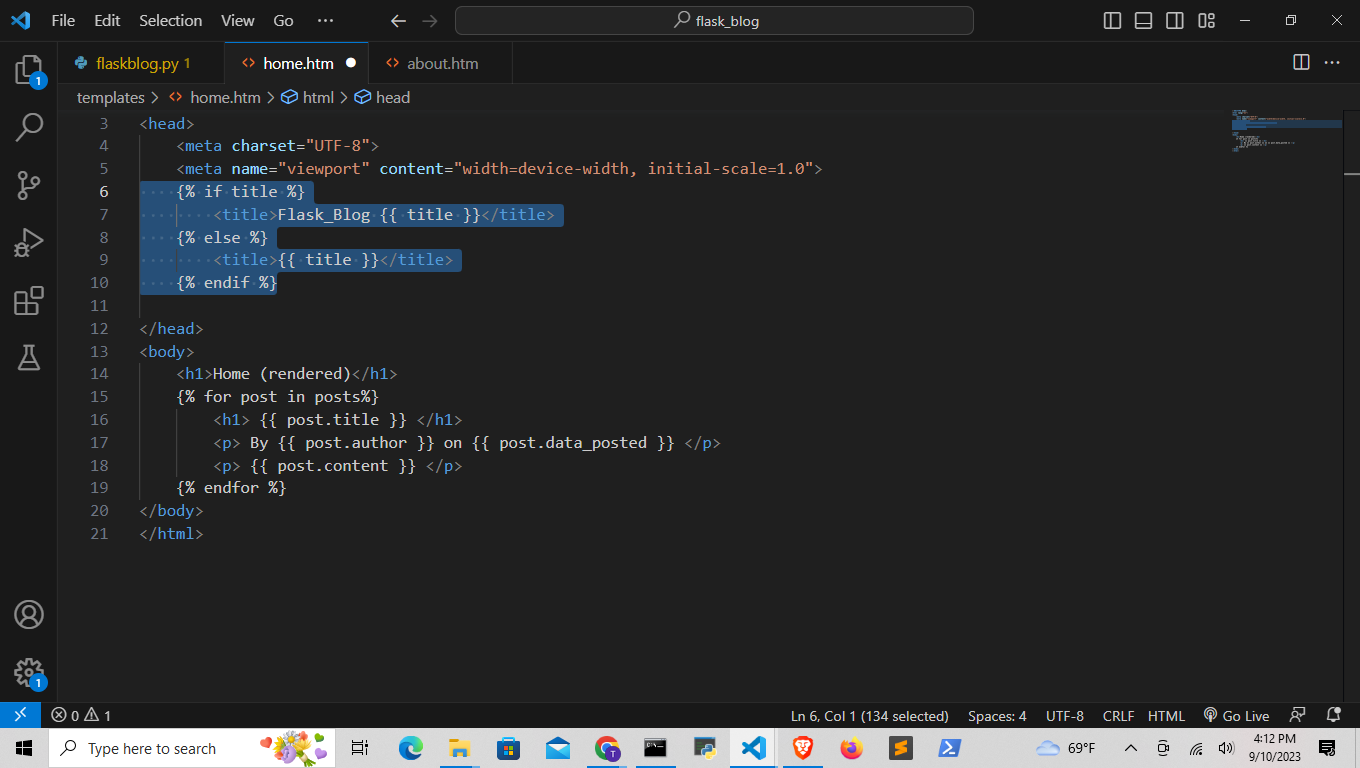 File Edit Selection View Go ··· flask_blog
flaskblog.py 1 home.htm about.htm
templates > home.htm > html > head
3 <head>
4 <meta charset="UTF-8">
5 <meta name="viewport" content="width=device-width, initial-scale=1.0">
6 {% if title %}
7 <title>Flask_Blog {{ title }}</title>
8 {% else %}
9 <title>{{ title }}</title>
10 {% endif %}
11
12 </head>
13 <body>
14 <h1>Home (rendered)</h1>
15 {% for post in posts%}
16 <h1> {{ post.title }} </h1>
17 <p> By {{ post.author }} on {{ post.data_posted }} </p>
18 <p> {{ post.content }} </p>
19 {% endfor %}
20 </body>
21 </html>
1
1
0 1 Ln 6, Col 1 (134 selected) Spaces: 4 UTF-8 CRLF HTML Go Live
Type here to search 69°F 4:12 PM
9/10/2023